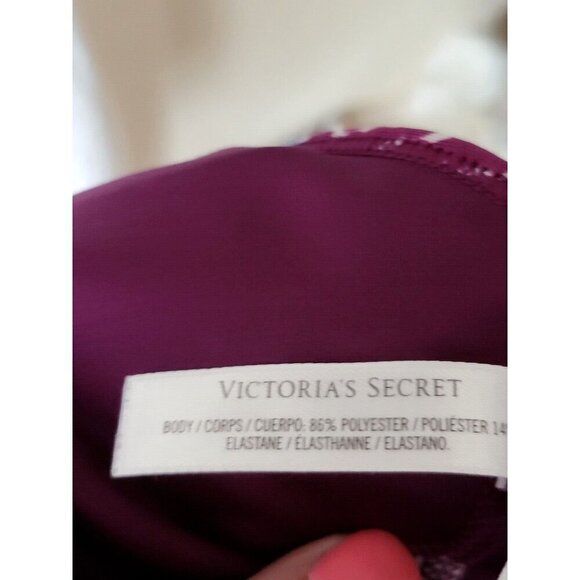 VICTORIA'S SECRET
BODY / CORPS / CUERPO: 86% POLYESTER / POLIÉSTER 14%
ELASTANE / ÉLASTHANNE / ELASTANO.